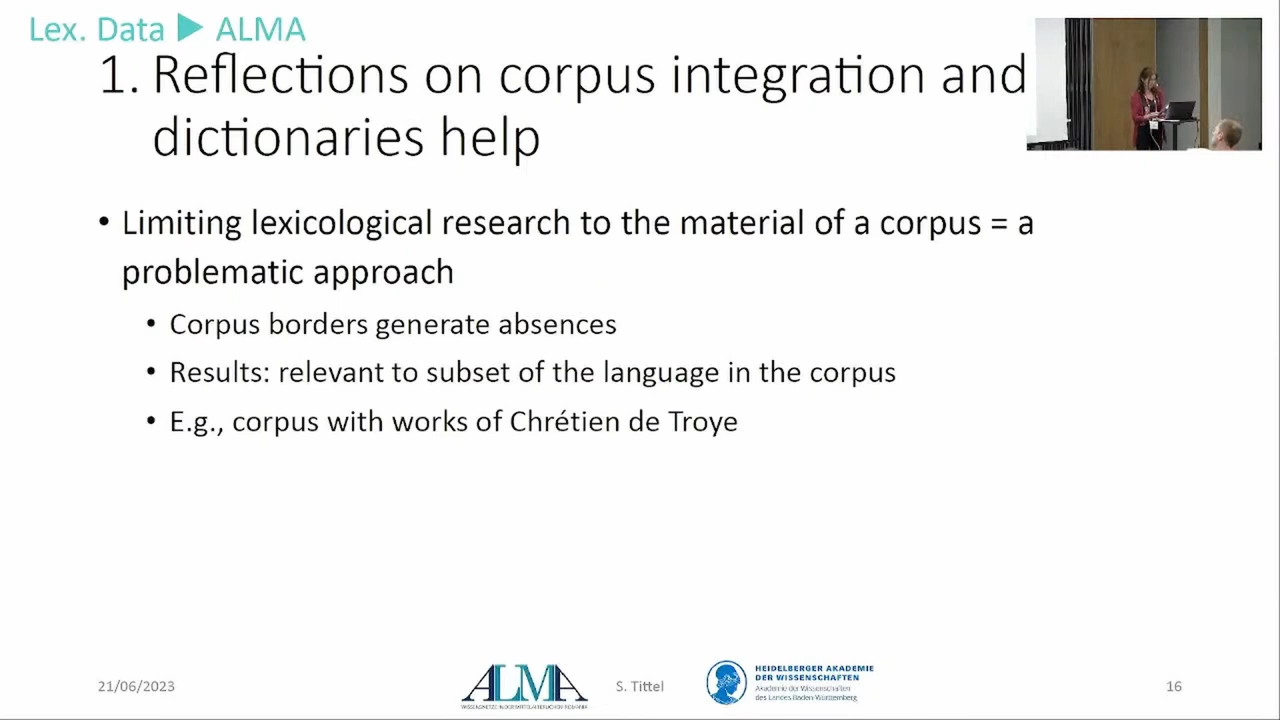 Lex. Data ▶ ALMA
1. Reflections on corpus integration and
dictionaries help
• Limiting lexicological research to the material of a corpus = a
problematic approach
• Corpus borders generate absences
• Results: relevant to subset of the language in the corpus
• E.g., corpus with works of Chrétien de Troye
21/06/2023
ALMA
S. Tittel
HEIDELBERGER AKADEMIE
DER WISSENSCHAFTEN
Akademie der Wissenschaften
des Landes Baden-Württemberg
16